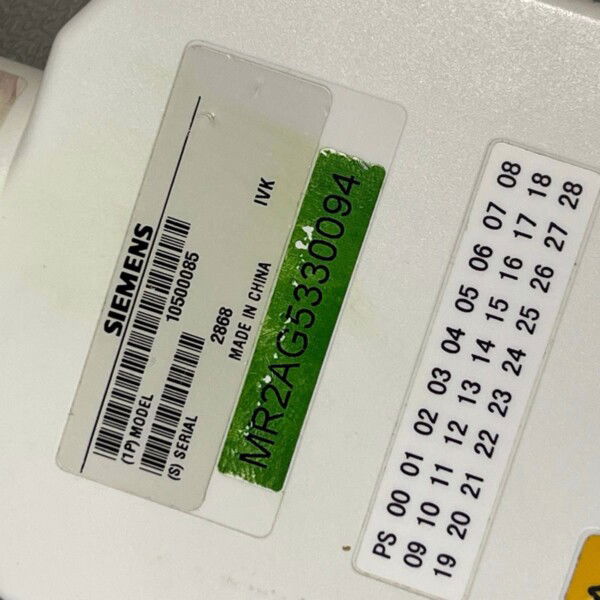 SIEMENS
(TP) MODEL 10500085
(S) SERIAL 2868
MADE IN CHINA IVK
MR2AG5330094
PS 00 01 02 03 04 05 06 07 08
09 10 11 12 13 14 15 16 17 18
19 20 21 22 23 24 25 26 27 28